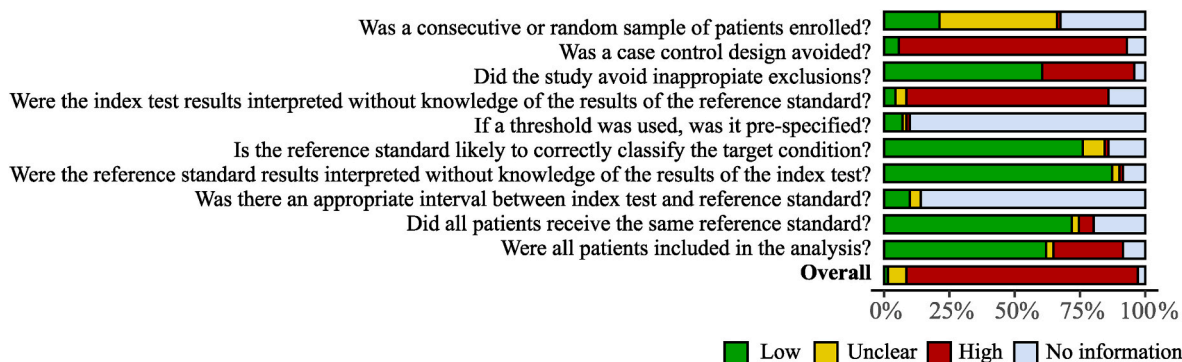 Was a consecutive or random sample of patients enrolled?
Was a case control design avoided?
Did the study avoid inappropiate exclusions?
Were the index test results interpreted without knowledge of the results of the reference standard?
If a threshold was used, was it pre-specified?
Is the reference standard likely to correctly classify the target condition?
Were the reference standard results interpreted without knowledge of the results of the index test?
Was there an appropriate interval between index test and reference standard?
Did all patients receive the same reference standard?
Were all patients included in the analysis?
Overall
0% 25% 50% 75% 100%
Low Unclear High No information